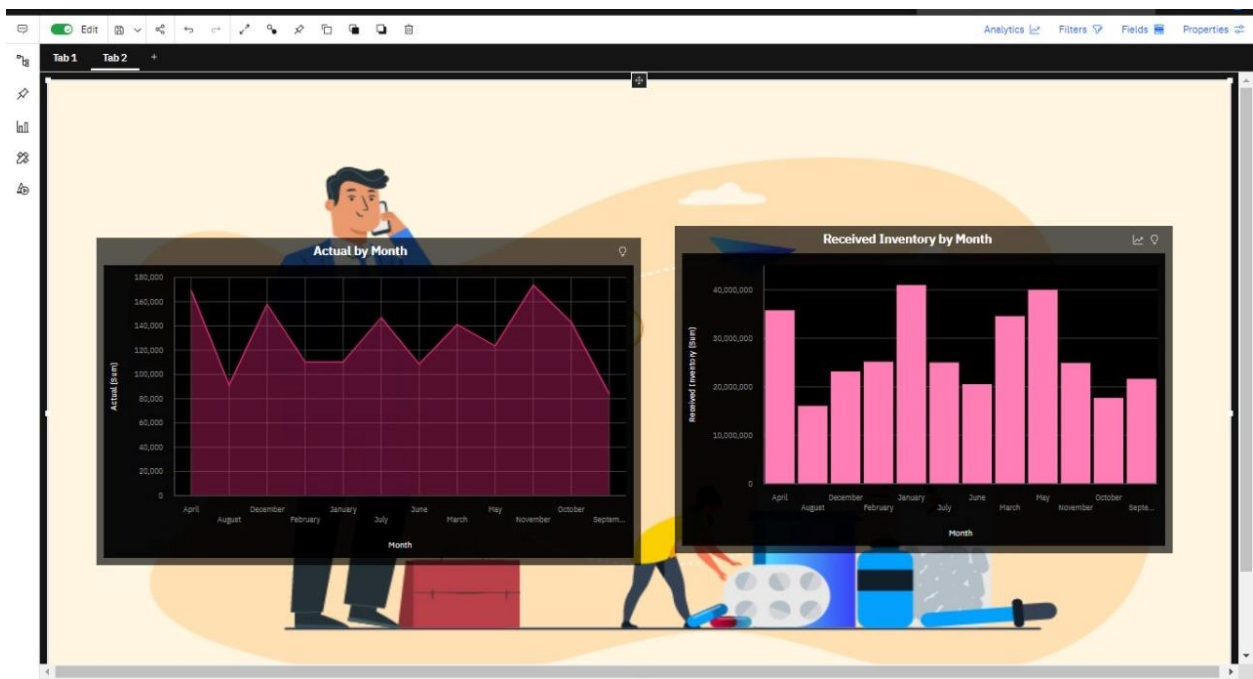 Edit
Analytics
Filters
Fields
Properties
Tab 1
Tab 2
+
Actual by Month
180,000
160,000
140,000
120,000
100,000
80,000
60,000
40,000
20,000
0
Actual (Sum)
April
August
December
February
January
July
June
March
May
November
October
Septem...
Month
Received Inventory by Month
40,000,000
30,000,000
20,000,000
10,000,000
0
Received Inventory (Sum)
April
August
December
February
January
July
June
March
May
November
October
Septe...
Month